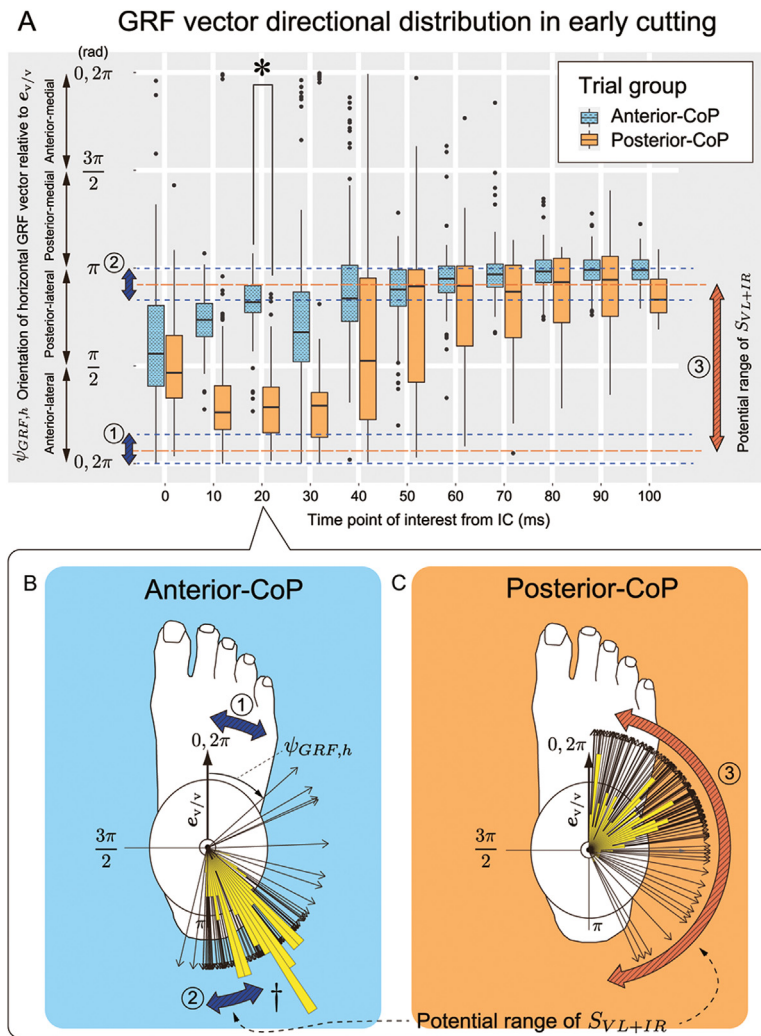 A GRF vector directional distribution in early cutting
(rad)
0, 2π
3π/2
π
π/2
0, 2π
ψGRF,h Orientation of horizontal GRF vector relative to ev/v
Anterior-medial
Posterior-medial
Posterior-lateral
Anterior-lateral
*
Trial group
Anterior-CoP
Posterior-CoP
②
①
③
Potential range of SVL+IR
0 10 20 30 40 50 60 70 80 90 100
Time point of interest from IC (ms)
B Anterior-CoP
①
0, 2π
ψGRF,h
ev/v
3π/2
π
② †
C Posterior-CoP
0, 2π
③
ev/v
3π/2
π
Potential range of SVL+IR